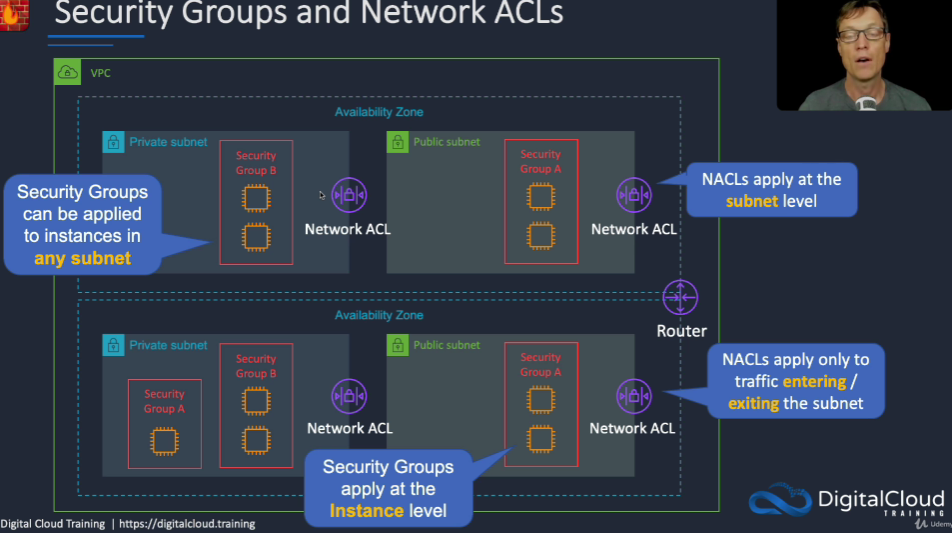 Security Groups and Network ACLs
VPC
Availability Zone
Private subnet
Security
Group B
Network ACL
Public subnet
Security
Group A
Network ACL
Security Groups
can be applied
to instances in
any subnet
NACLs apply at the
subnet level
Router
Availability Zone
Private subnet
Security
Group A
Security
Group B
Network ACL
Public subnet
Security
Group A
Network ACL
NACLs apply only to
traffic entering /
exiting the subnet
Security Groups
apply at the
Instance level
Digital Cloud Training | https://digitalcloud.training
DigitalCloud
TRAINING
Udemy